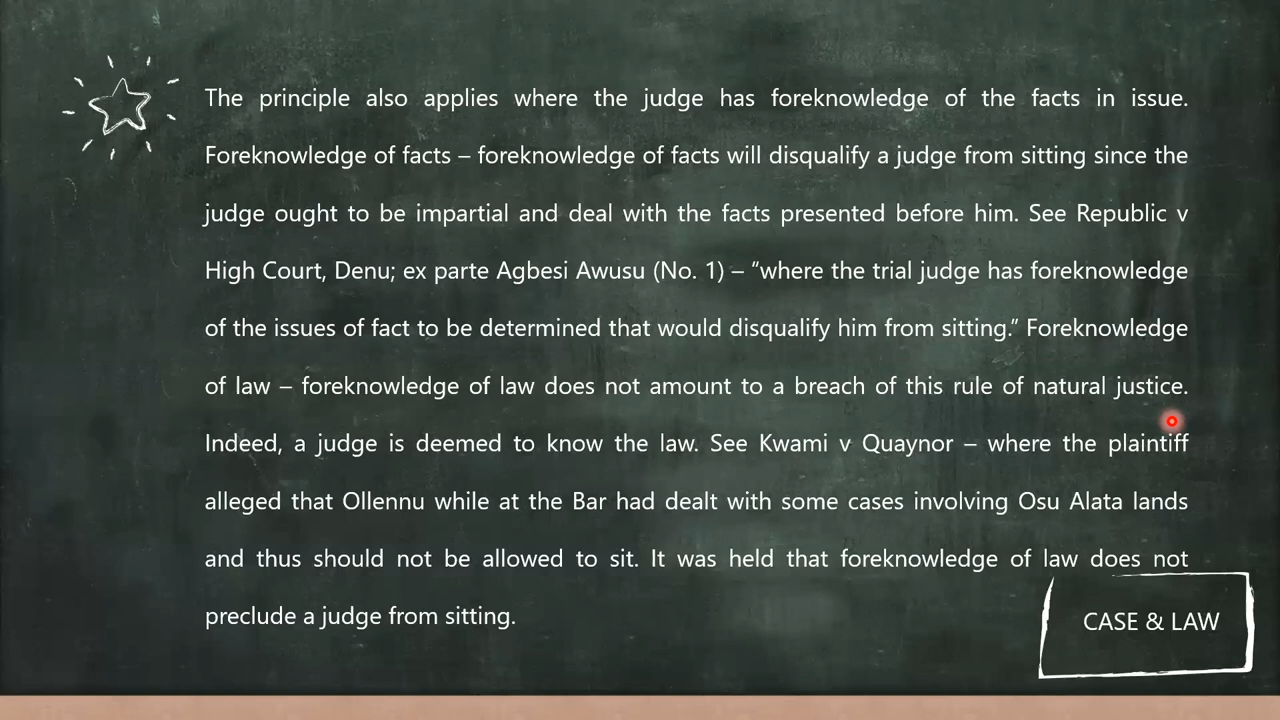 The principle also applies where the judge has foreknowledge of the facts in issue.
Foreknowledge of facts – foreknowledge of facts will disqualify a judge from sitting since the
judge ought to be impartial and deal with the facts presented before him. See Republic v
High Court, Denu; ex parte Agbesi Awusu (No. 1) – “where the trial judge has foreknowledge
of the issues of fact to be determined that would disqualify him from sitting.” Foreknowledge
of law – foreknowledge of law does not amount to a breach of this rule of natural justice.
Indeed, a judge is deemed to know the law. See Kwami v Quaynor – where the plaintiff
alleged that Ollennu while at the Bar had dealt with some cases involving Osu Alata lands
and thus should not be allowed to sit. It was held that foreknowledge of law does not
preclude a judge from sitting.
CASE & LAW